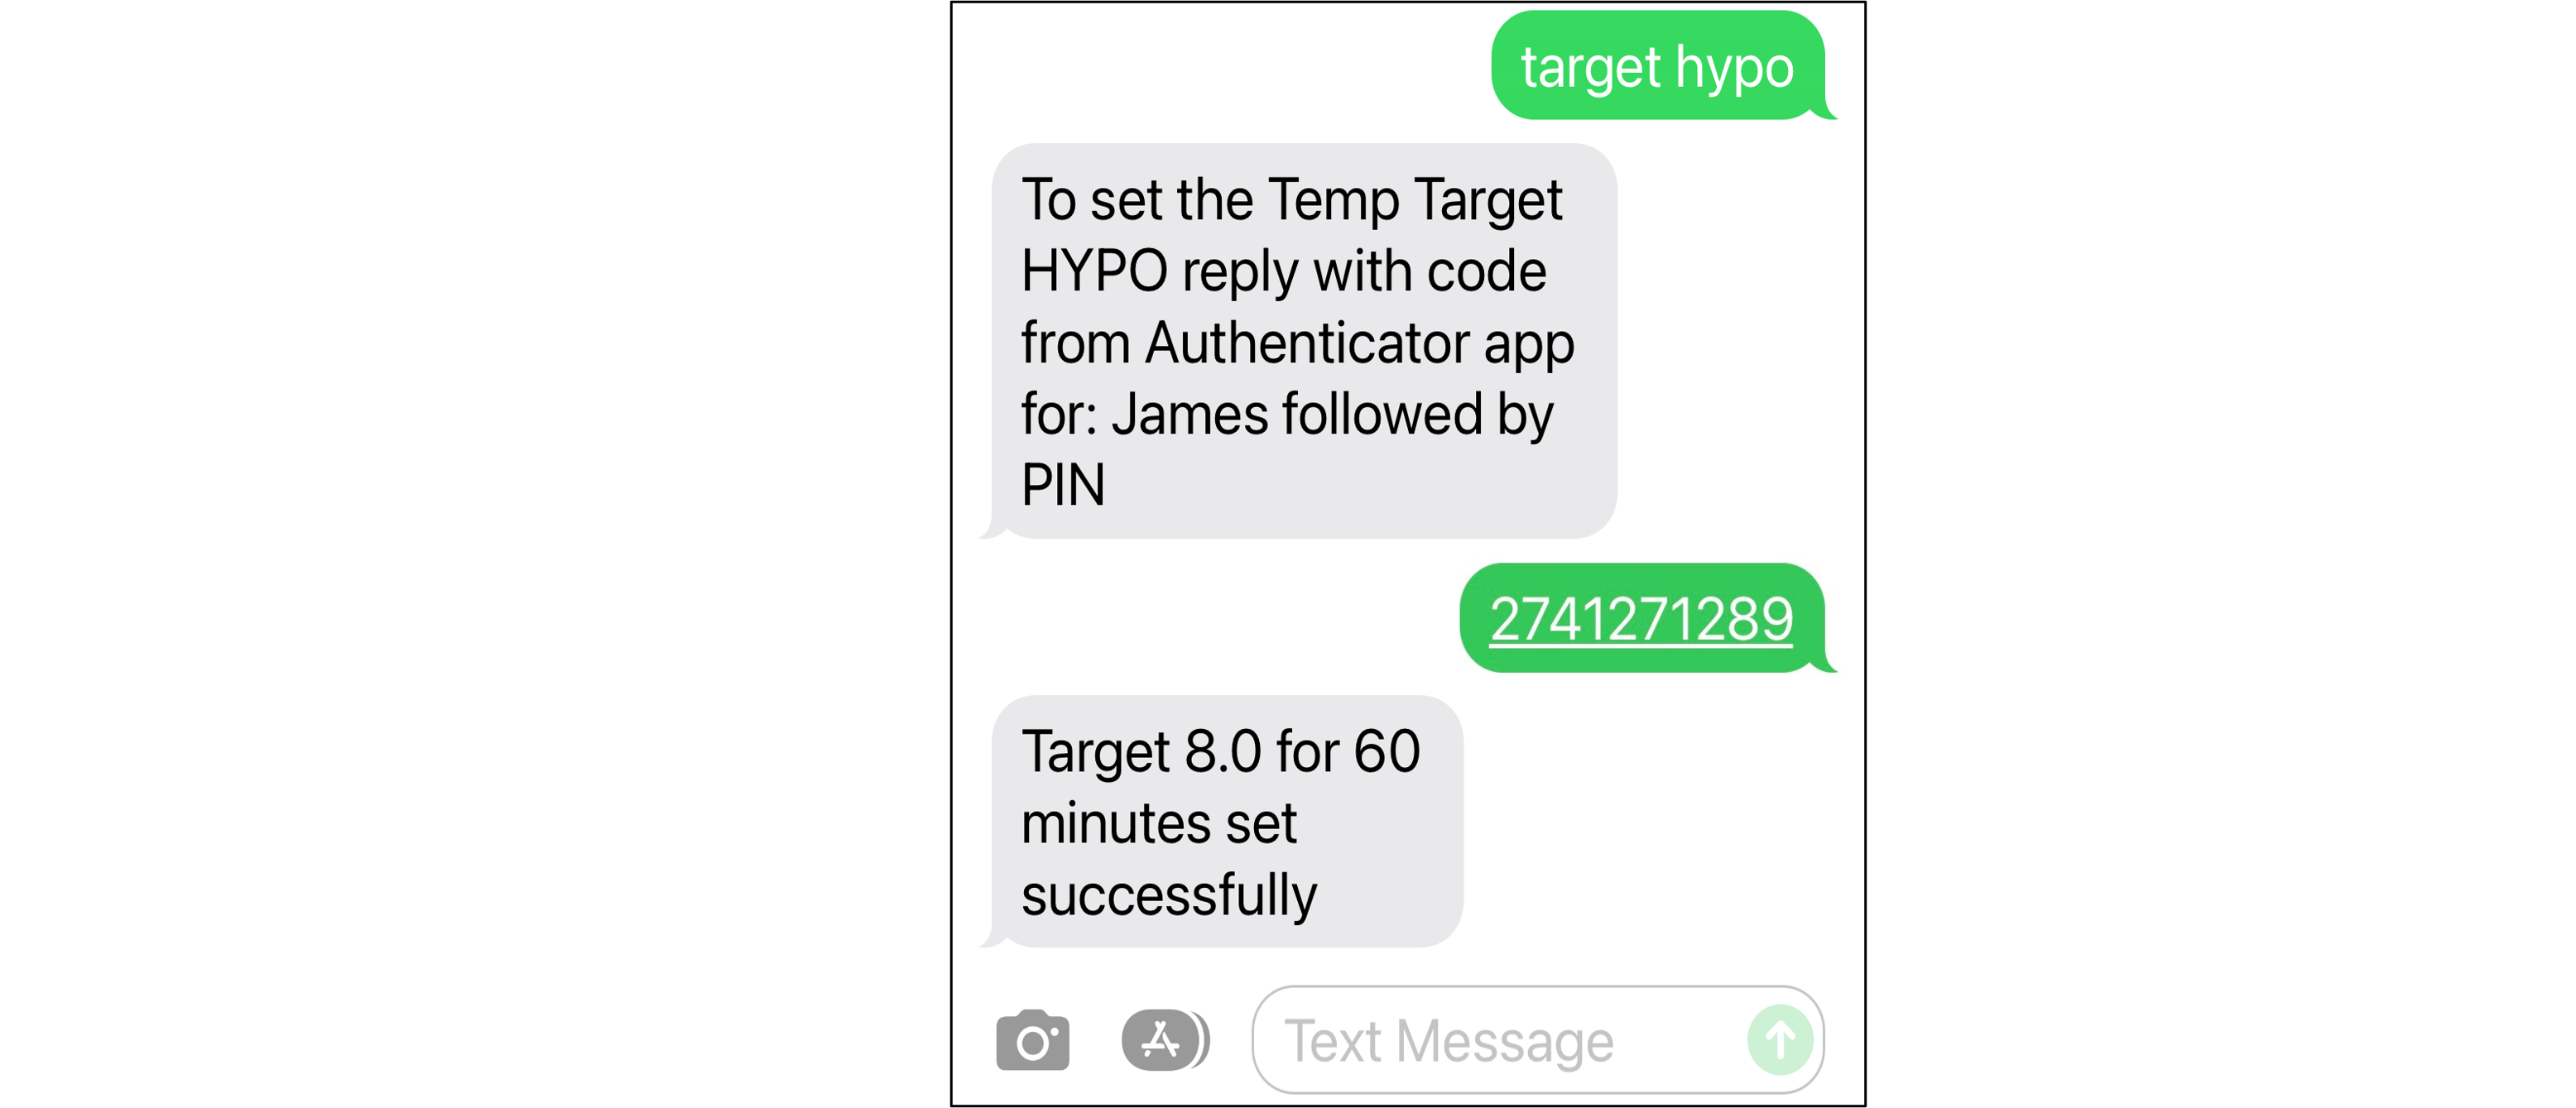 target hypo
To set the Temp Target
HYPO reply with code
from Authenticator app
for: James followed by
PIN
2741271289
Target 8.0 for 60
minutes set
successfully
Text Message